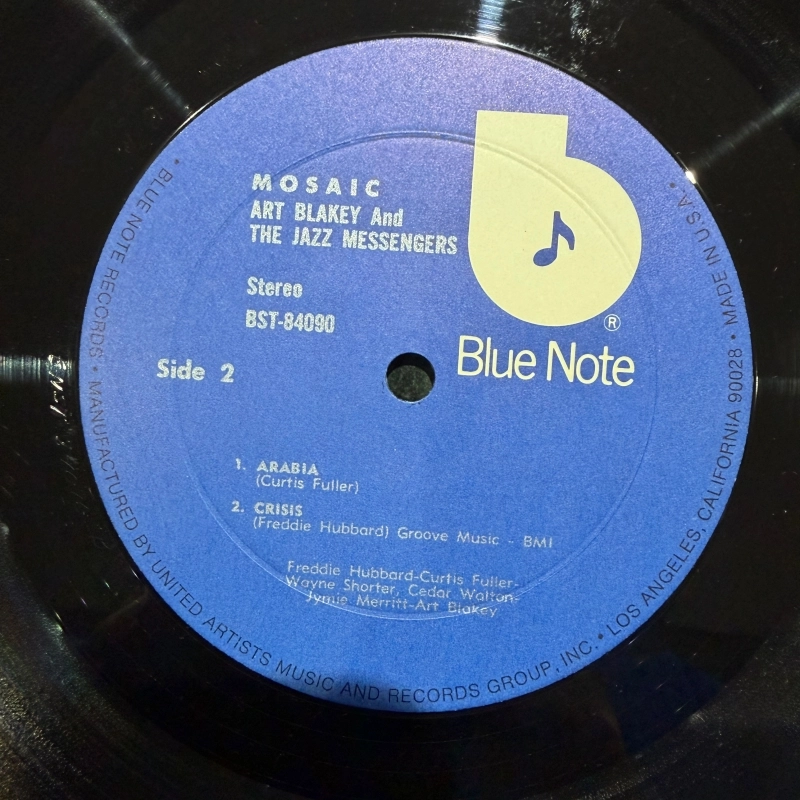 MOSAIC
ART BLAKEY And
THE JAZZ MESSENGERS
Stereo
BST-84090
Side 2
®
Blue Note
1. ARABIA
(Curtis Fuller)
2. CRISIS
(Freddie Hubbard) Groove Music - BMI
Freddie Hubbard-Curtis Fuller-
Wayne Shorter, Cedar Walton-
Jymie Merritt-Art Blakey
• BLUE NOTE RECORDS • MANUFACTURED BY UNITED ARTISTS MUSIC AND RECORDS GROUP, INC. • LOS ANGELES, CALIFORNIA 90028 • MADE IN U.S.A. •